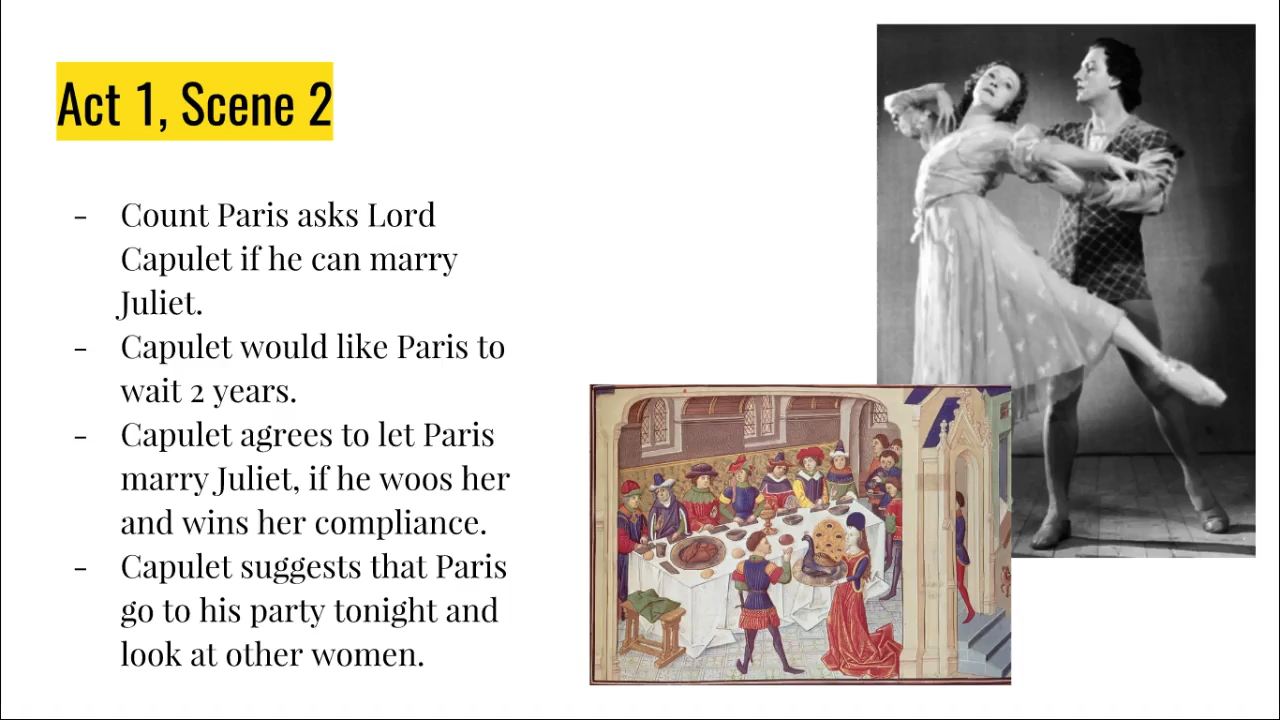 Act 1, Scene 2
- Count Paris asks Lord
Capulet if he can marry
Juliet.
- Capulet would like Paris to
wait 2 years.
- Capulet agrees to let Paris
marry Juliet, if he woos her
and wins her compliance.
- Capulet suggests that Paris
go to his party tonight and
look at other women.